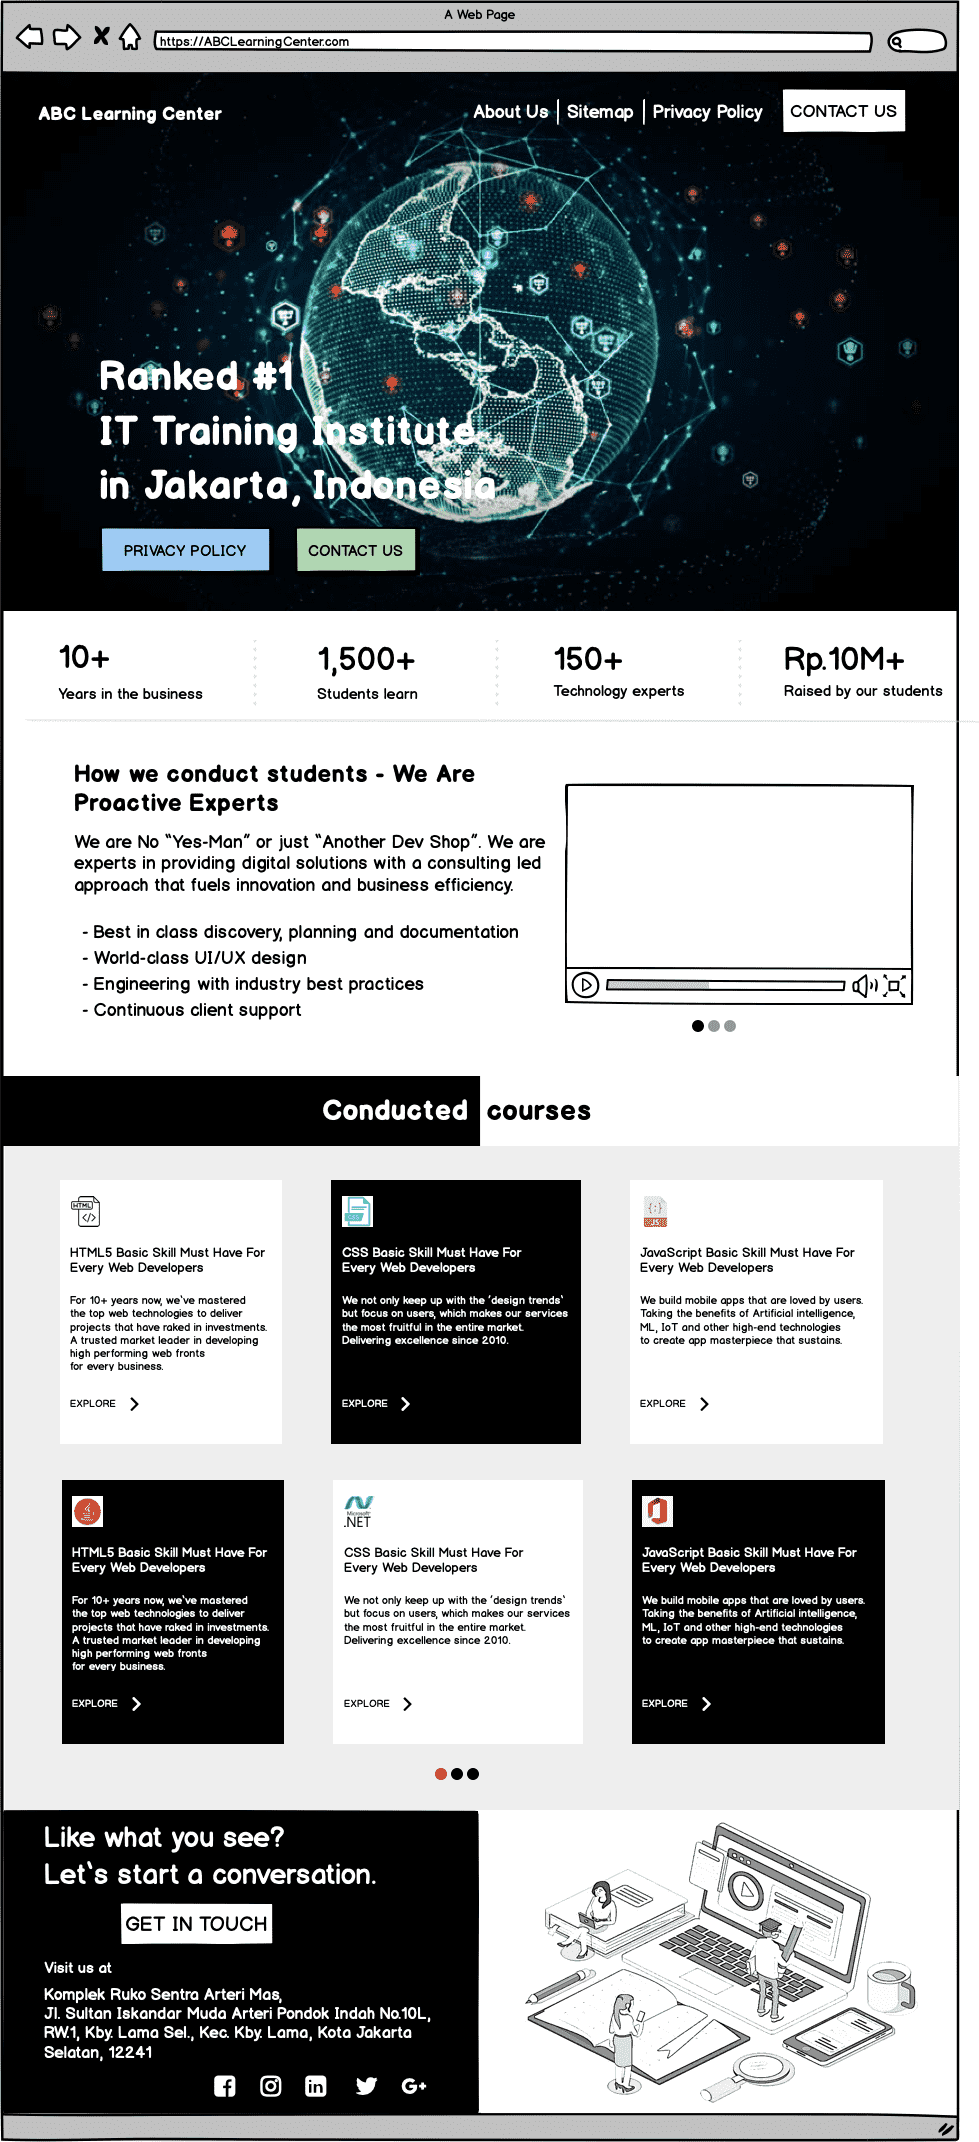 A Web Page
https://ABCLearningCenter.com
ABC Learning Center
About Us
Sitemap
Privacy Policy
CONTACT US
Ranked #1
IT Training Institute
in Jakarta, Indonesia
PRIVACY POLICY
CONTACT US
10+
Years in the business
1,500+
Students learn
150+
Technology experts
Rp.10M+
Raised by our students
How we conduct students - We Are
Proactive Experts
We are No "Yes-Man" or just "Another Dev Shop". We are
experts in providing digital solutions with a consulting led
approach that fuels innovation and business efficiency.
- Best in class discovery, planning and documentation
- World-class UI/UX design
- Engineering with industry best practices
- Continuous client support
Conducted courses
HTML
HTML5 Basic Skill Must Have For
Every Web Developers
For 10+ years now, we've mastered
the top web technologies to deliver
projects that have raked in investments.
A trusted market leader in developing
high performing web fronts
for every business.
EXPLORE
CSS
CSS Basic Skill Must Have For
Every Web Developers
We not only keep up with the 'design trends'
but focus on users, which makes our services
the most fruitful in the entire market.
Delivering excellence since 2010.
EXPLORE
JS
JavaScript Basic Skill Must Have For
Every Web Developers
We build mobile apps that are loved by users.
Taking the benefits of Artificial intelligence,
ML, IoT and other high-end technologies
to create app masterpiece that sustains.
EXPLORE
HTML5 Basic Skill Must Have For
Every Web Developers
For 10+ years now, we've mastered
the top web technologies to deliver
projects that have raked in investments.
A trusted market leader in developing
high performing web fronts
for every business.
EXPLORE
Microsoft
.NET
CSS Basic Skill Must Have For
Every Web Developers
We not only keep up with the 'design trends'
but focus on users, which makes our services
the most fruitful in the entire market.
Delivering excellence since 2010.
EXPLORE
JavaScript Basic Skill Must Have For
Every Web Developers
We build mobile apps that are loved by users.
Taking the benefits of Artificial intelligence,
ML, IoT and other high-end technologies
to create app masterpiece that sustains.
EXPLORE
Like what you see?
Let's start a conversation.
GET IN TOUCH
Visit us at
Komplek Ruko Sentra Arteri Mas,
Jl. Sultan Iskandar Muda Arteri Pondok Indah No.10L,
RW.1, Kby. Lama Sel., Kec. Kby. Lama, Kota Jakarta
Selatan, 12241
in
G+